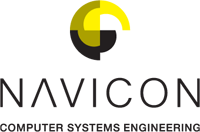 NAVICON
COMPUTER SYSTEMS ENGINEERING